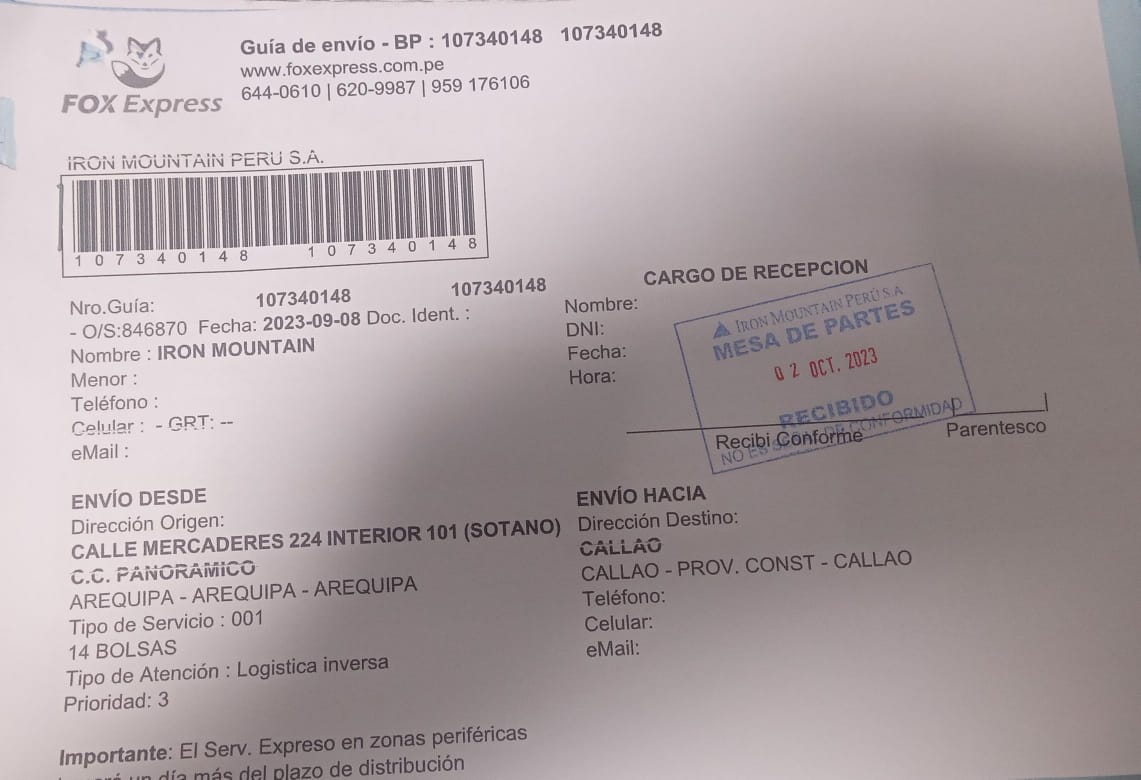 FOX Express
Guía de envío - BP : 107340148 107340148
www.foxexpress.com.pe
644-0610 | 620-9987 | 959 176106
IRON MOUNTAIN PERU S.A.
107340148 107340148
Nro.Guía: 107340148 107340148
- O/S:846870 Fecha: 2023-09-08 Doc. Ident. :
Nombre : IRON MOUNTAIN
Menor :
Teléfono :
Celular : - GRT: --
eMail :
CARGO DE RECEPCION
Nombre:
DNI:
Fecha:
Hora:
IRON MOUNTAIN PERÚ S.A
MESA DE PARTES
02 OCT. 2023
RECIBIDO
NO ES DE CONFORMIDAD
Recibi Conforme Parentesco
ENVÍO DESDE
Dirección Origen:
CALLE MERCADERES 224 INTERIOR 101 (SOTANO)
C.C. PANORAMICO
AREQUIPA - AREQUIPA - AREQUIPA
Tipo de Servicio : 001
14 BOLSAS
Tipo de Atención : Logistica inversa
Prioridad: 3
ENVÍO HACIA
Dirección Destino:
CALLAO
CALLAO - PROV. CONST - CALLAO
Teléfono:
Celular:
eMail:
Importante: El Serv. Expreso en zonas periféricas
un día más del plazo de distribución